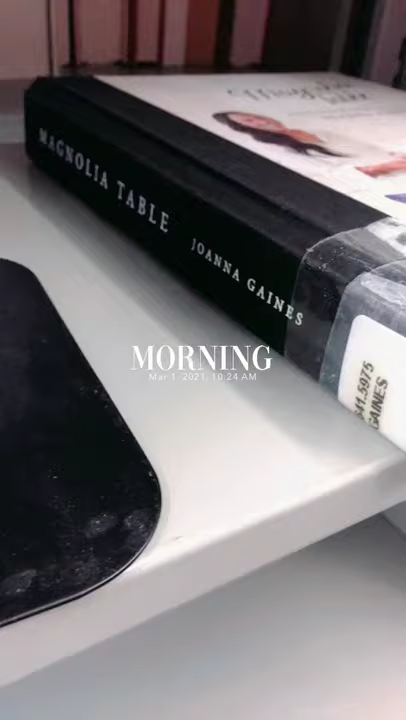 MAGNOLIA TABLE
JOANNA GAINES
MORNING
Mar 1, 2021, 10:24 AM
641.5975
GAINES